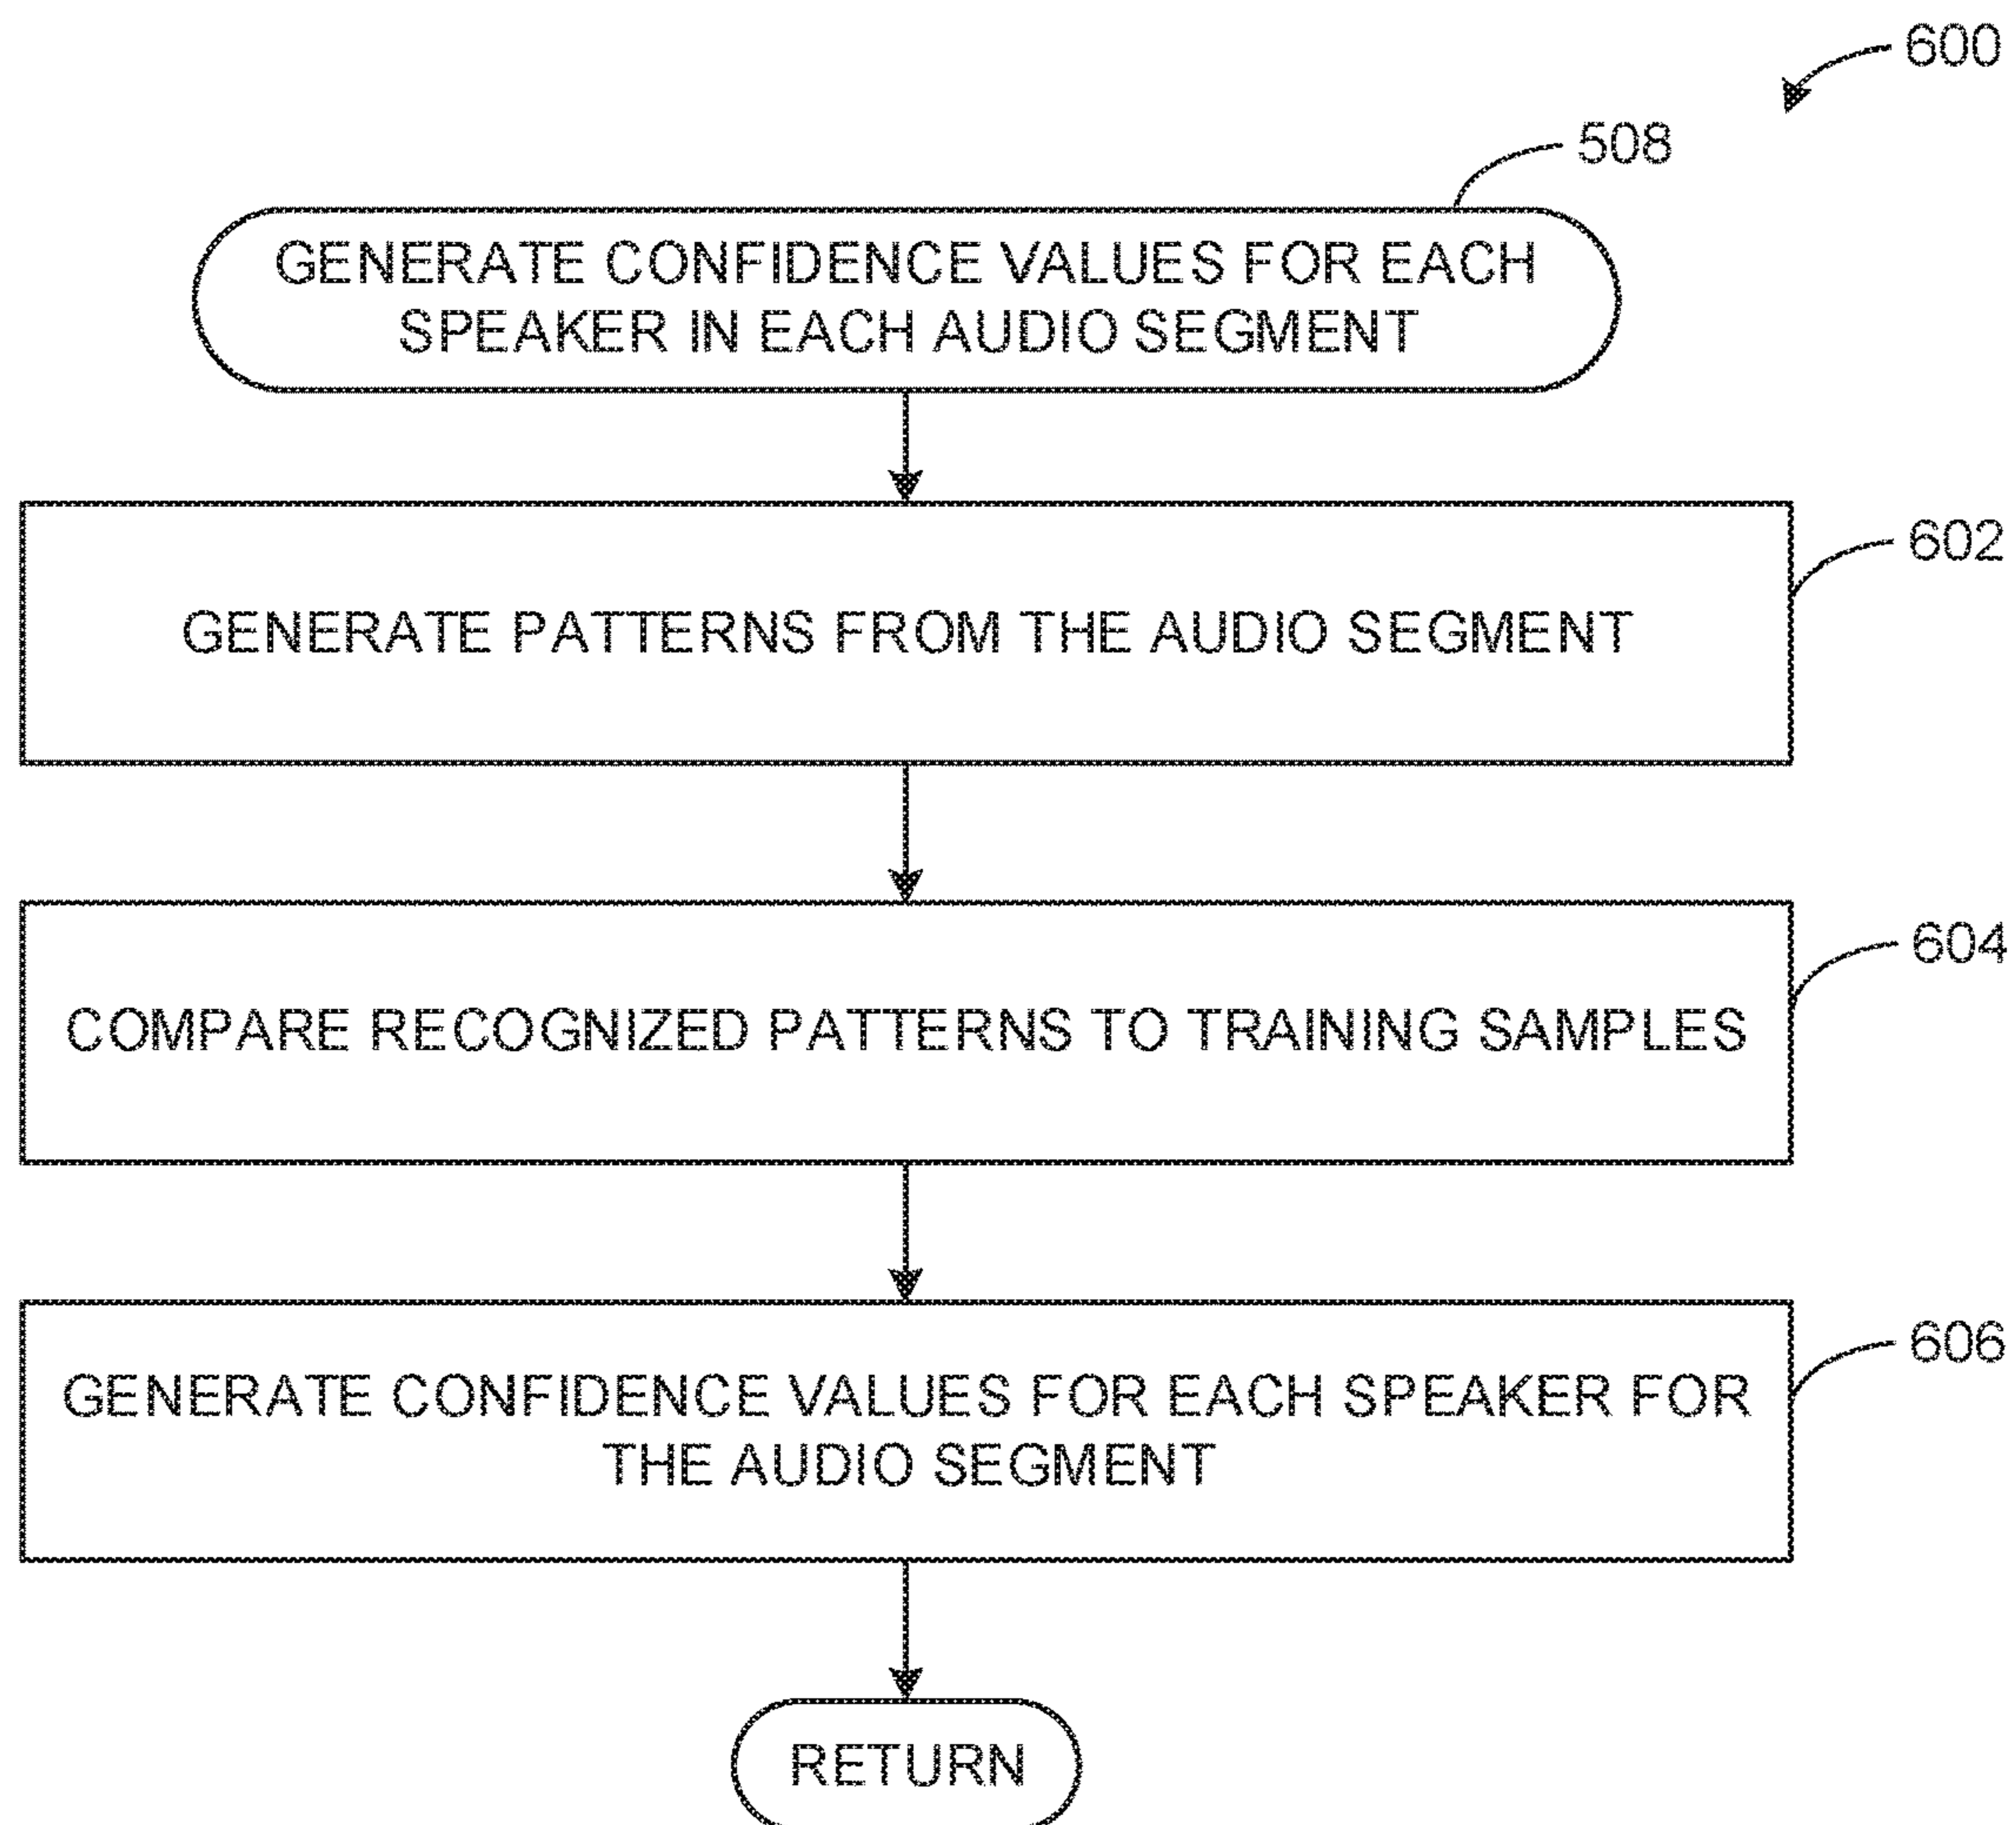 600
508
GENERATE CONFIDENCE VALUES FOR EACH
SPEAKER IN EACH AUDIO SEGMENT
602
GENERATE PATTERNS FROM THE AUDIO SEGMENT
604
COMPARE RECOGNIZED PATTERNS TO TRAINING SAMPLES
606
GENERATE CONFIDENCE VALUES FOR EACH SPEAKER FOR
THE AUDIO SEGMENT
RETURN